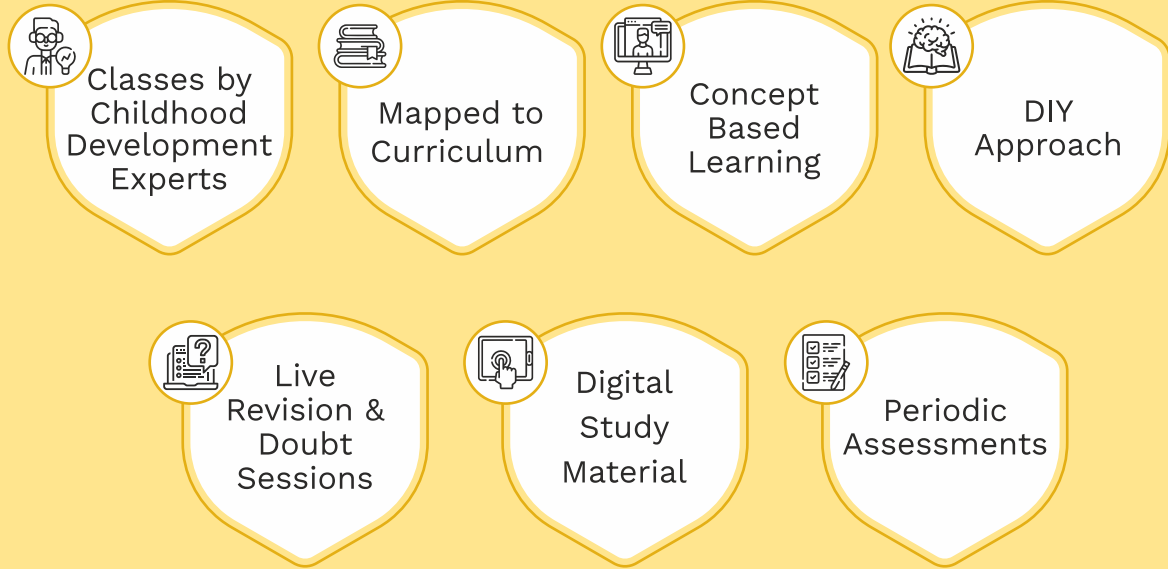 Classes by
Childhood
Development
Experts
Mapped to
Curriculum
Concept
Based
Learning
DIY
Approach
Live
Revision &
Doubt
Sessions
Digital
Study
Material
Periodic
Assessments